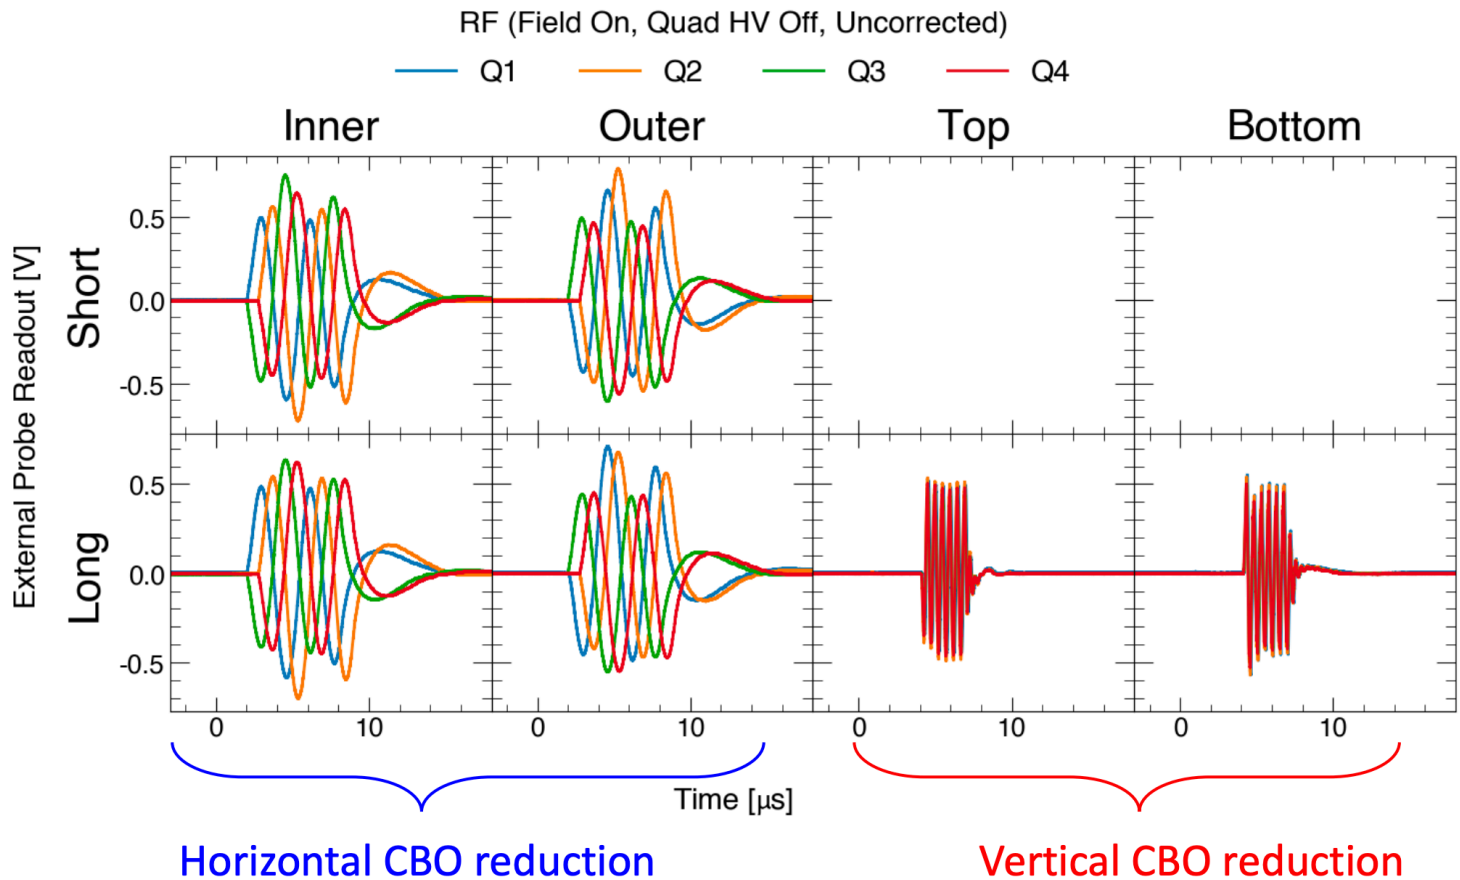 RF (Field On, Quad HV Off, Uncorrected)
Q1 Q2 Q3 Q4
Inner Outer Top Bottom
External Probe Readout [V]
Short
0.5
0.0
-0.5
Long
0.5
0.0
-0.5
0 10 0 10 0 10 0 10
Time [μs]
Horizontal CBO reduction
Vertical CBO reduction